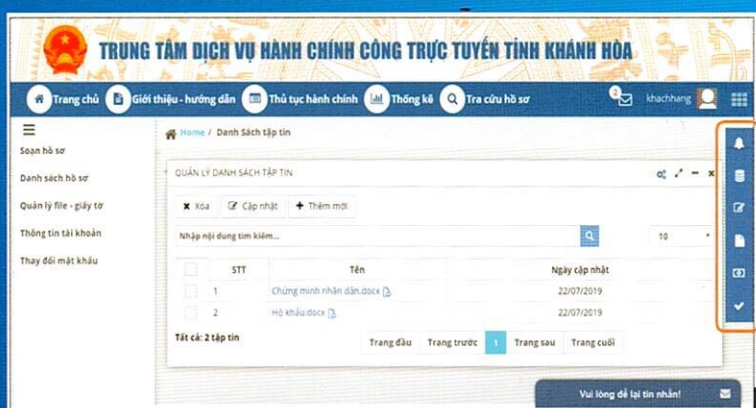 TRUNG TÂM DỊCH VỤ HÀNH CHÍNH CÔNG TRỰC TUYẾN TỈNH KHÁNH HÒA
Trang chủ Giới thiệu - hướng dẫn Thủ tục hành chính Thống kê Tra cứu hồ sơ 2 khachhang
Home / Danh Sách tập tin
Soạn hồ sơ
Danh sách hồ sơ
Quản lý file - giấy tờ
Thông tin tài khoản
Thay đổi mật khẩu
QUẢN LÝ DANH SÁCH TẬP TIN
Xóa Cập nhật Thêm mới
Nhập nội dung tìm kiếm... 10
STT Tên Ngày cập nhật
1 Chứng minh nhân dân.docx 22/07/2019
2 Hộ khẩu.docx 22/07/2019
Tất cả: 2 tập tin Trang đầu Trang trước 1 Trang sau Trang cuối
Vui lòng để lại tin nhắn!